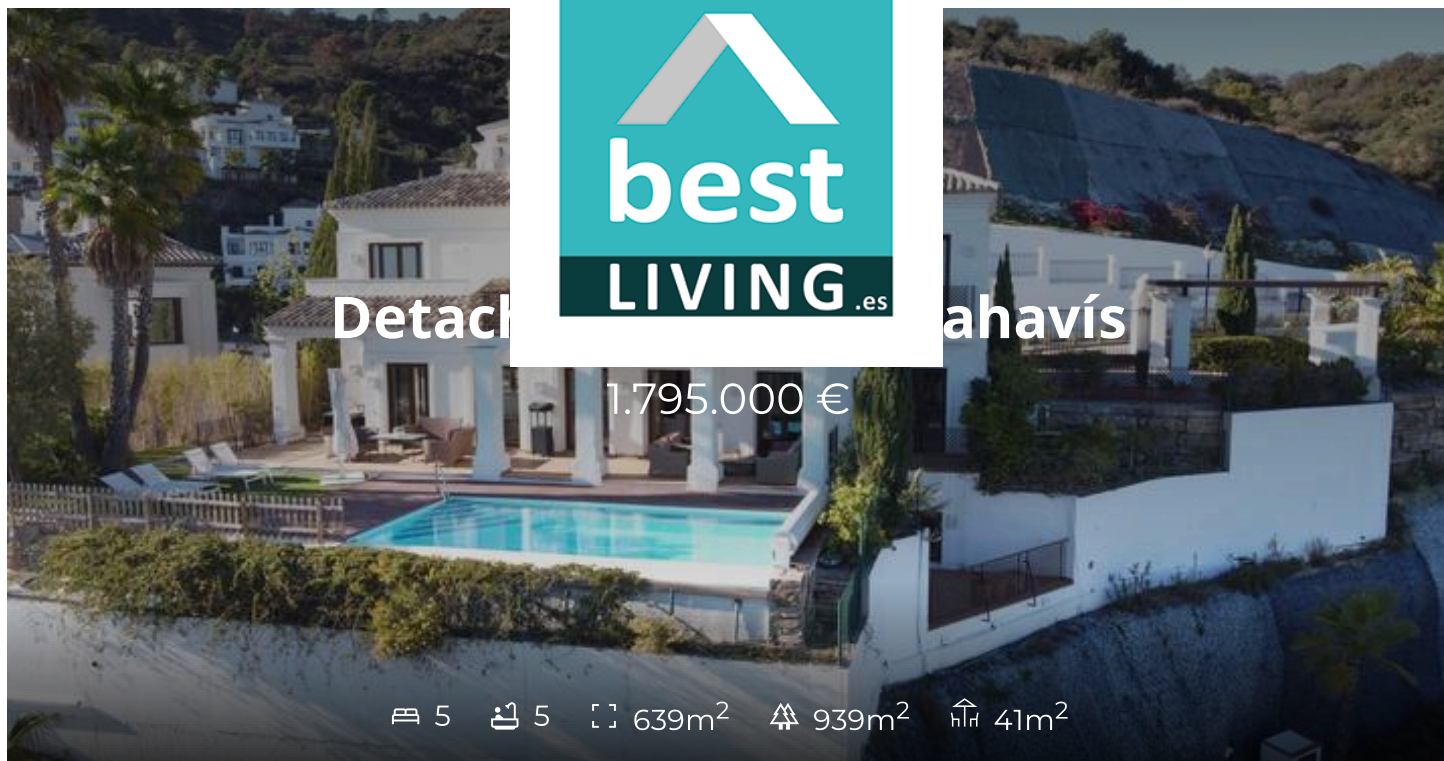 best
LIVING.es
Detach ahavís
1.795.000 €
5 5 639m² 939m² 41m²